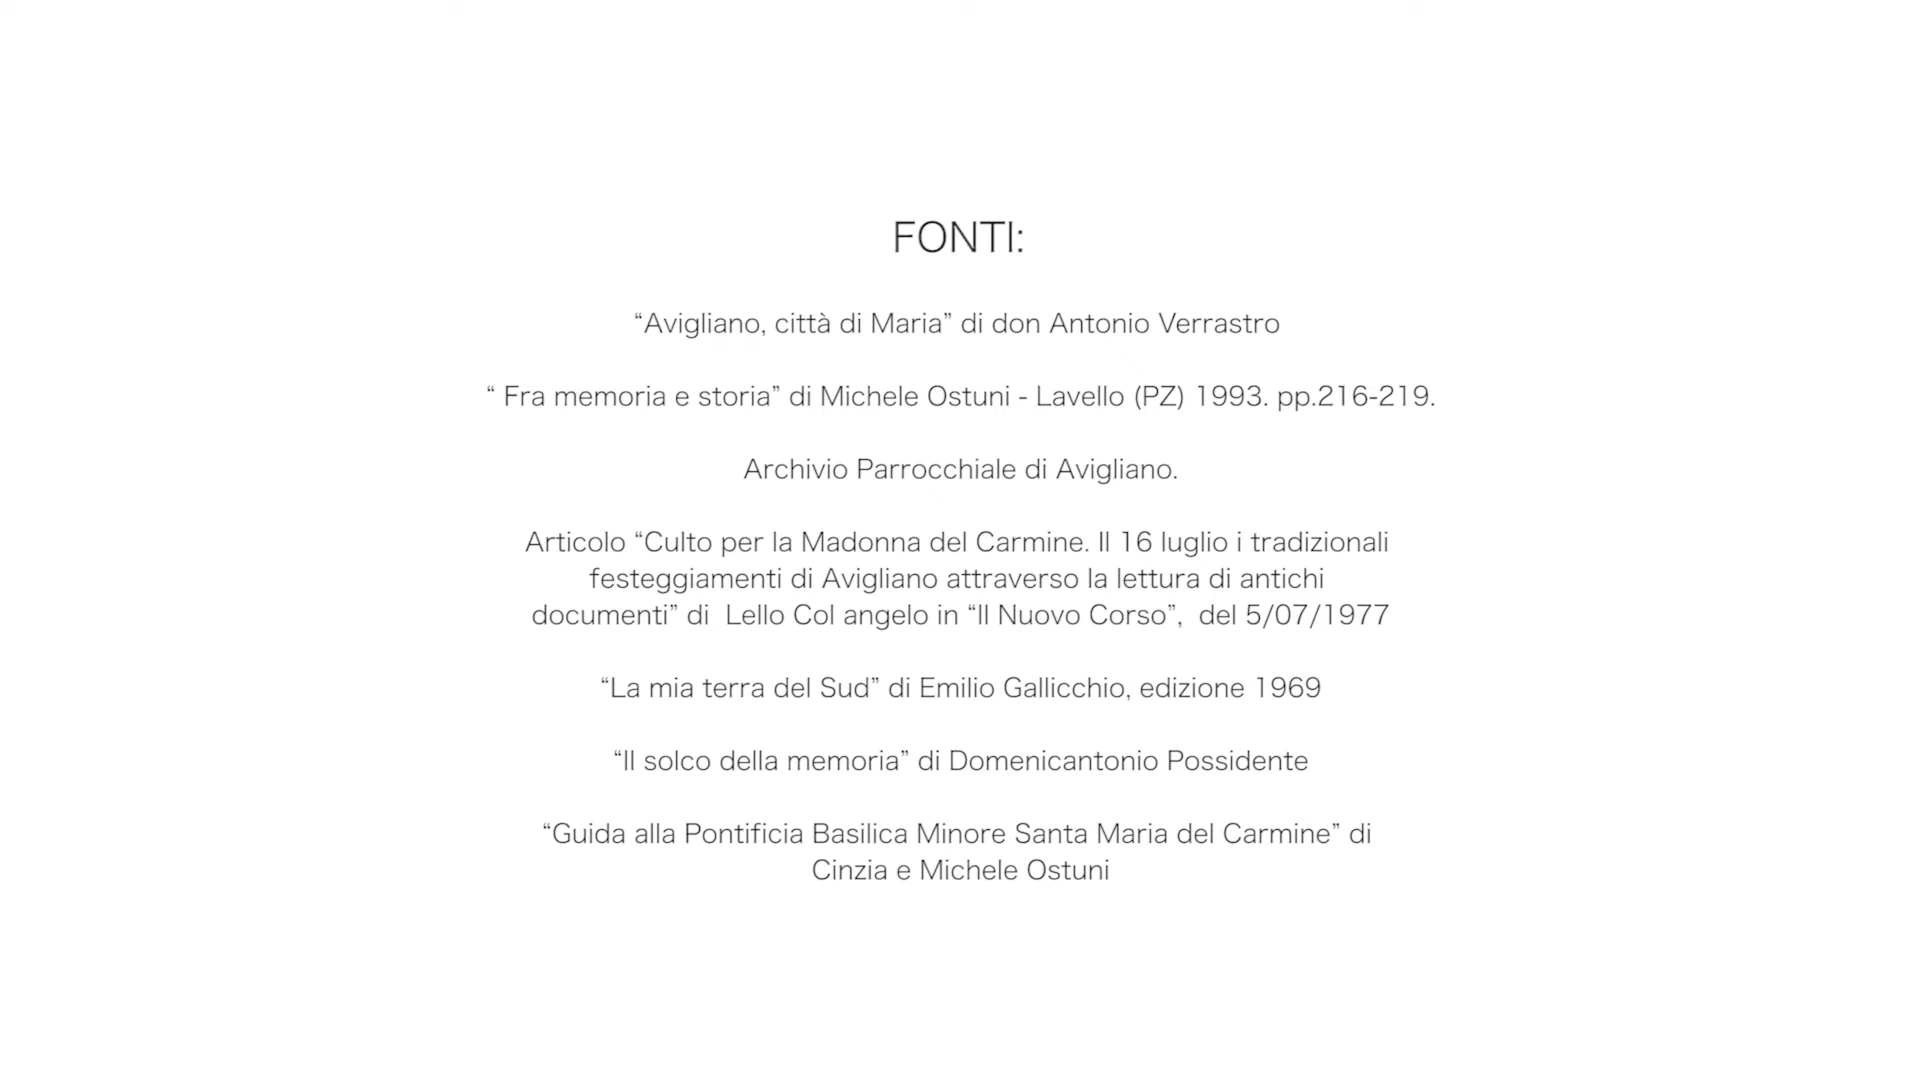 FONTI:
“Avigliano, città di Maria” di don Antonio Verrastro
“ Fra memoria e storia” di Michele Ostuni - Lavello (PZ) 1993. pp.216-219.
Archivio Parrocchiale di Avigliano.
Articolo “Culto per la Madonna del Carmine. Il 16 luglio i tradizionali
festeggiamenti di Avigliano attraverso la lettura di antichi
documenti” di  Lello Col angelo in “Il Nuovo Corso”,  del 5/07/1977
“La mia terra del Sud” di Emilio Gallicchio, edizione 1969
“Il solco della memoria” di Domenicantonio Possidente
“Guida alla Pontificia Basilica Minore Santa Maria del Carmine” di
Cinzia e Michele Ostuni